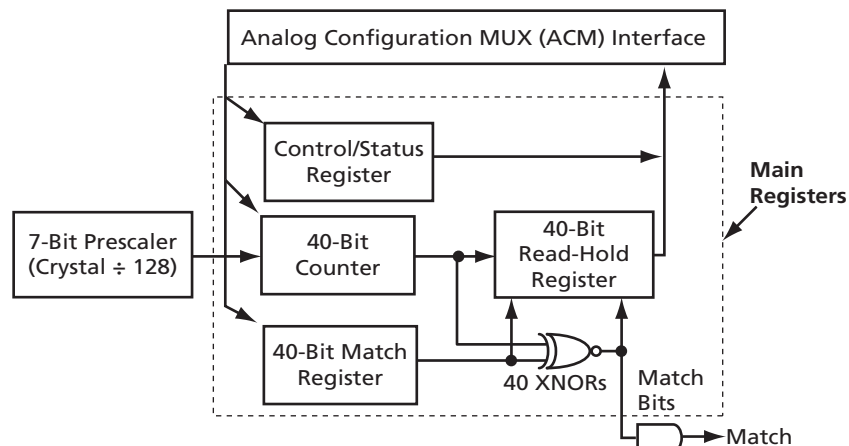 Analog Configuration MUX (ACM) Interface
Control/Status
Register
Main
Registers
7-Bit Prescaler
(Crystal ÷ 128)
40-Bit
Counter
40-Bit
Read-Hold
Register
40-Bit Match
Register
40 XNORs
Match
Bits
Match